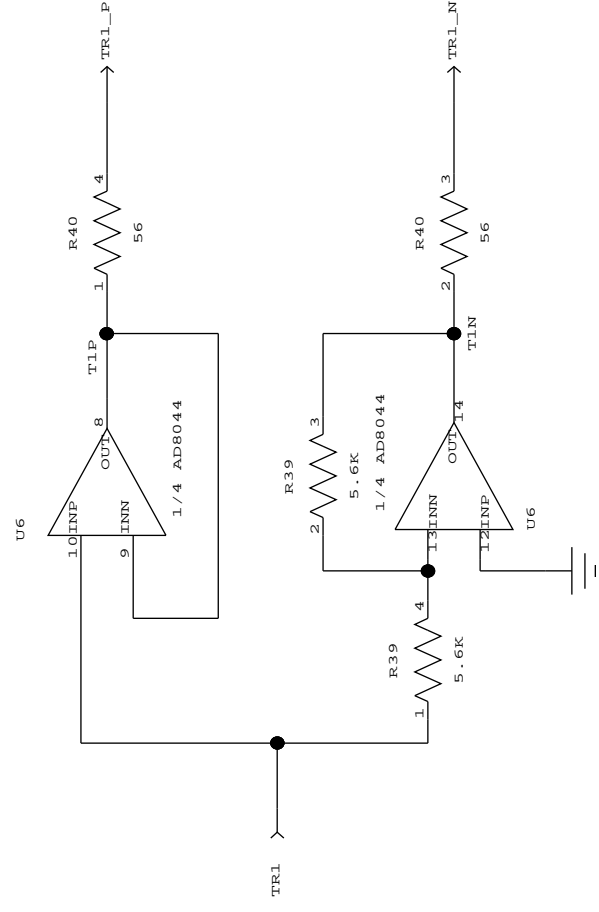 TR1_P
TR1_N
4
R40
56
1
3
R40
56
2
T1P
T1N
8
OUT
1/4 AD8044
U6
10
INP
INN
9
3
R39
5.6K
2
1/4 AD8044
14
OUT
13
INN
12
INP
U6
4
R39
5.6K
1
TR1